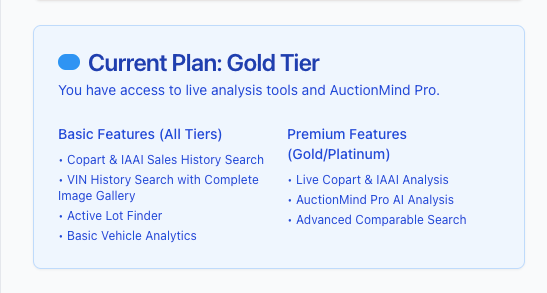 Current Plan: Gold Tier
You have access to live analysis tools and AuctionMind Pro.
Basic Features (All Tiers)
• Copart & IAAI Sales History Search
• VIN History Search with Complete
Image Gallery
• Active Lot Finder
• Basic Vehicle Analytics
Premium Features
(Gold/Platinum)
• Live Copart & IAAI Analysis
• AuctionMind Pro AI Analysis
• Advanced Comparable Search